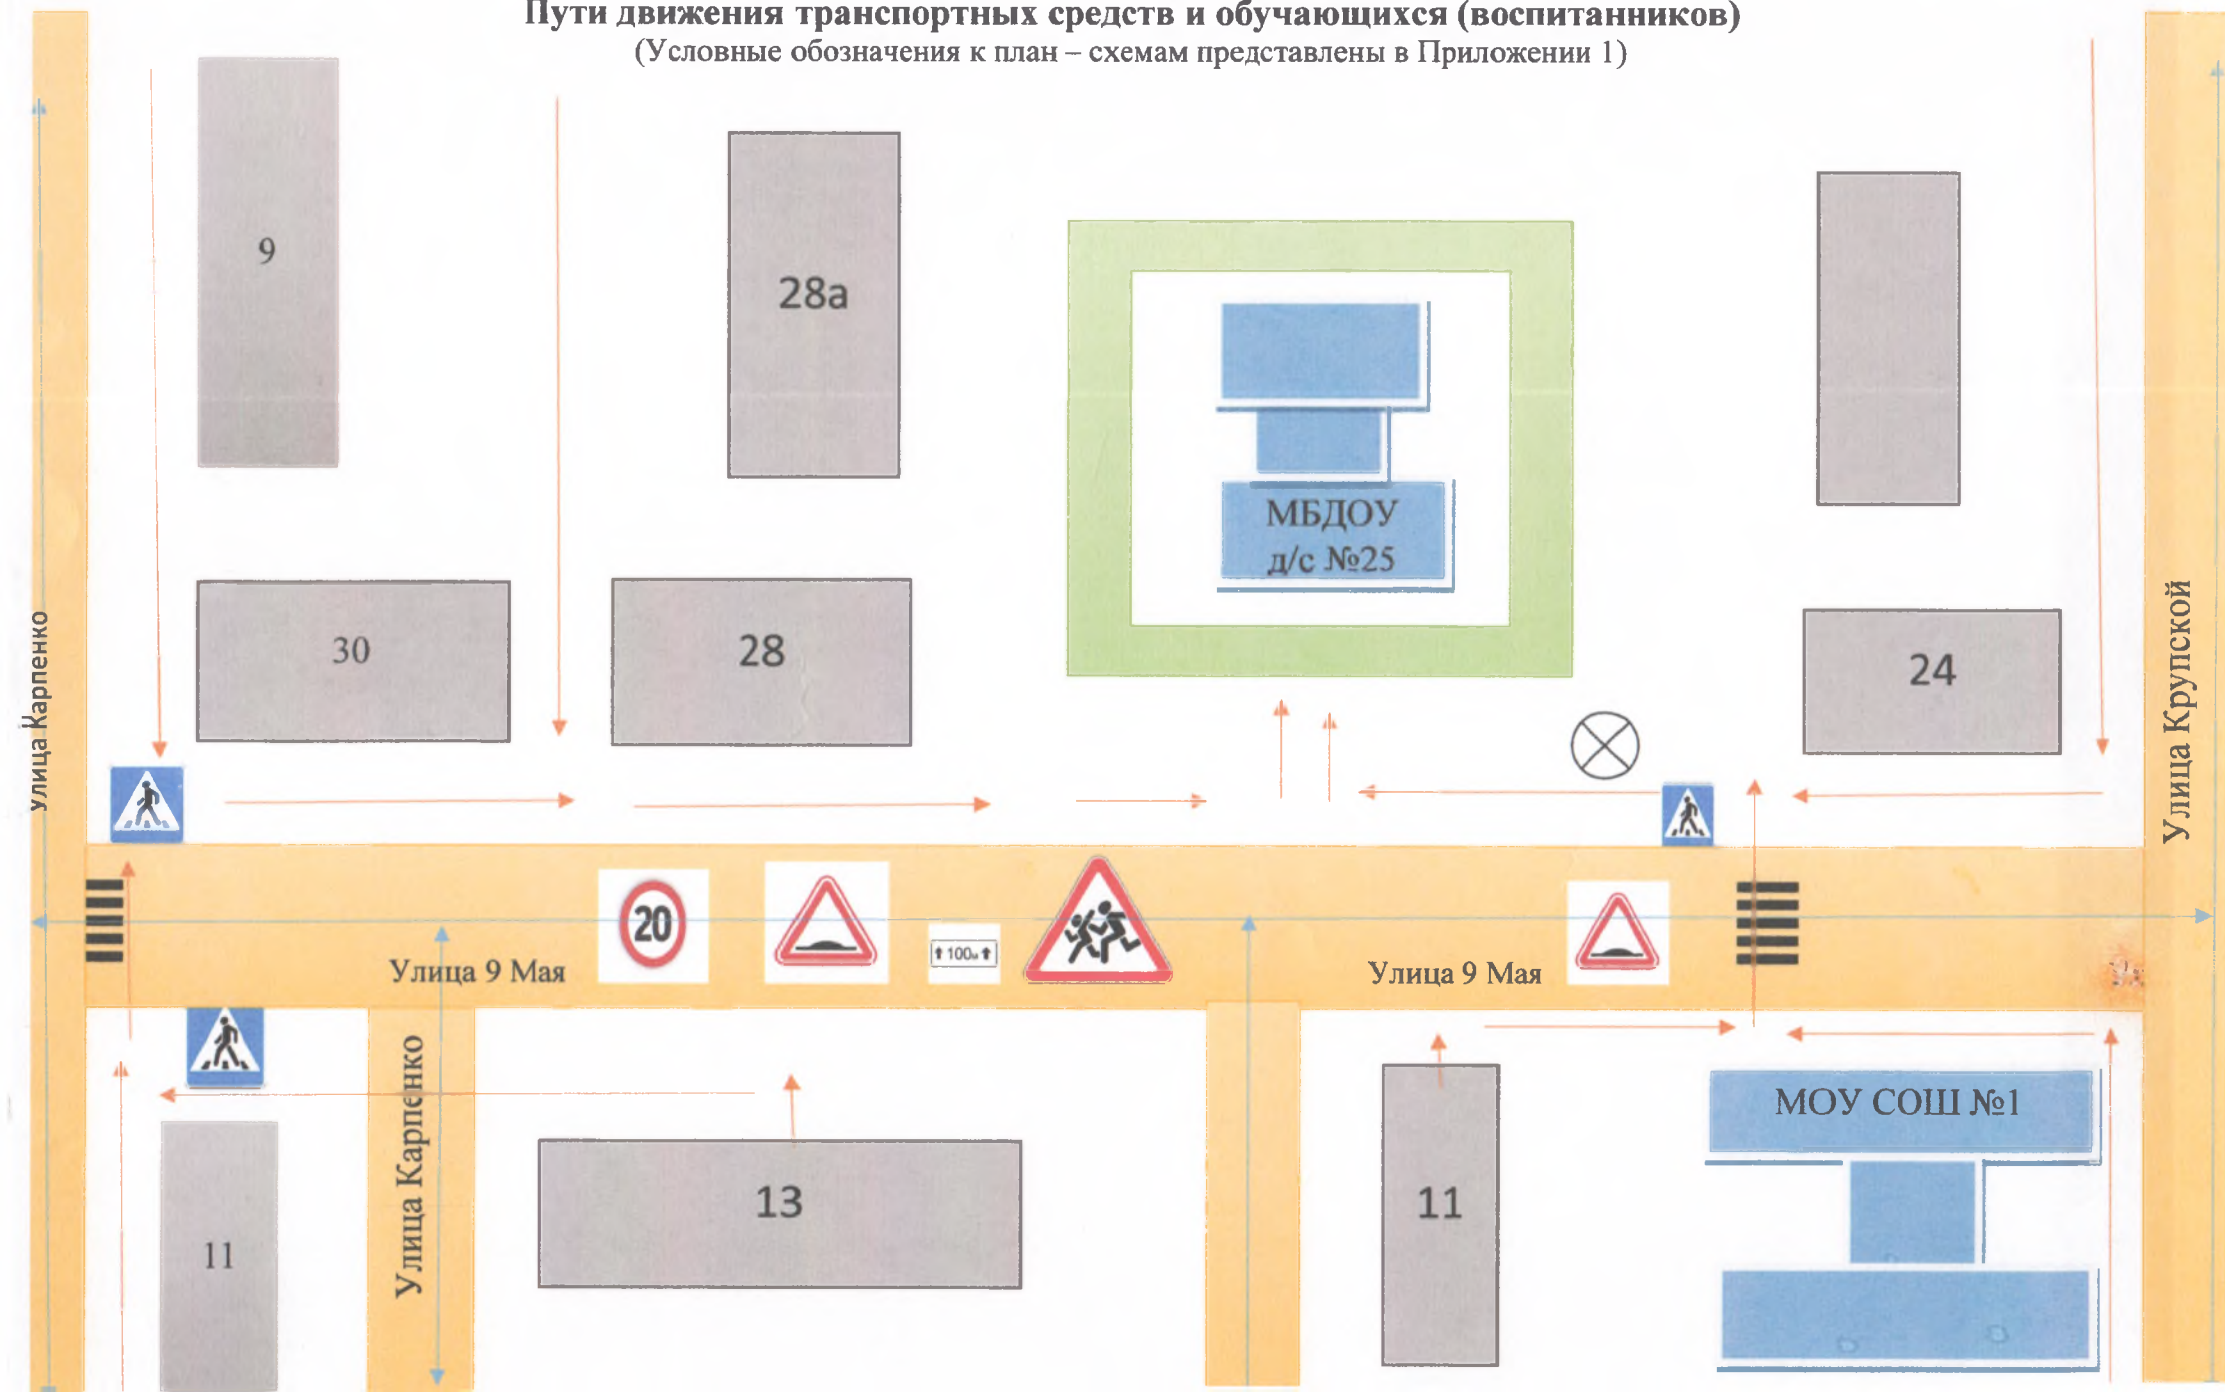 Пути движения транспортных средств и обучающихся (воспитанников)
(Условные обозначения к план – схемам представлены в Приложении 1)
9
28а
МБДОУ
д/с №25
30
28
24
улица Карпенко
Улица Крупской
20
↑ 100м ↑
Улица 9 Мая
Улица 9 Мая
Улица Карпенко
13
11
11
МОУ СОШ №1